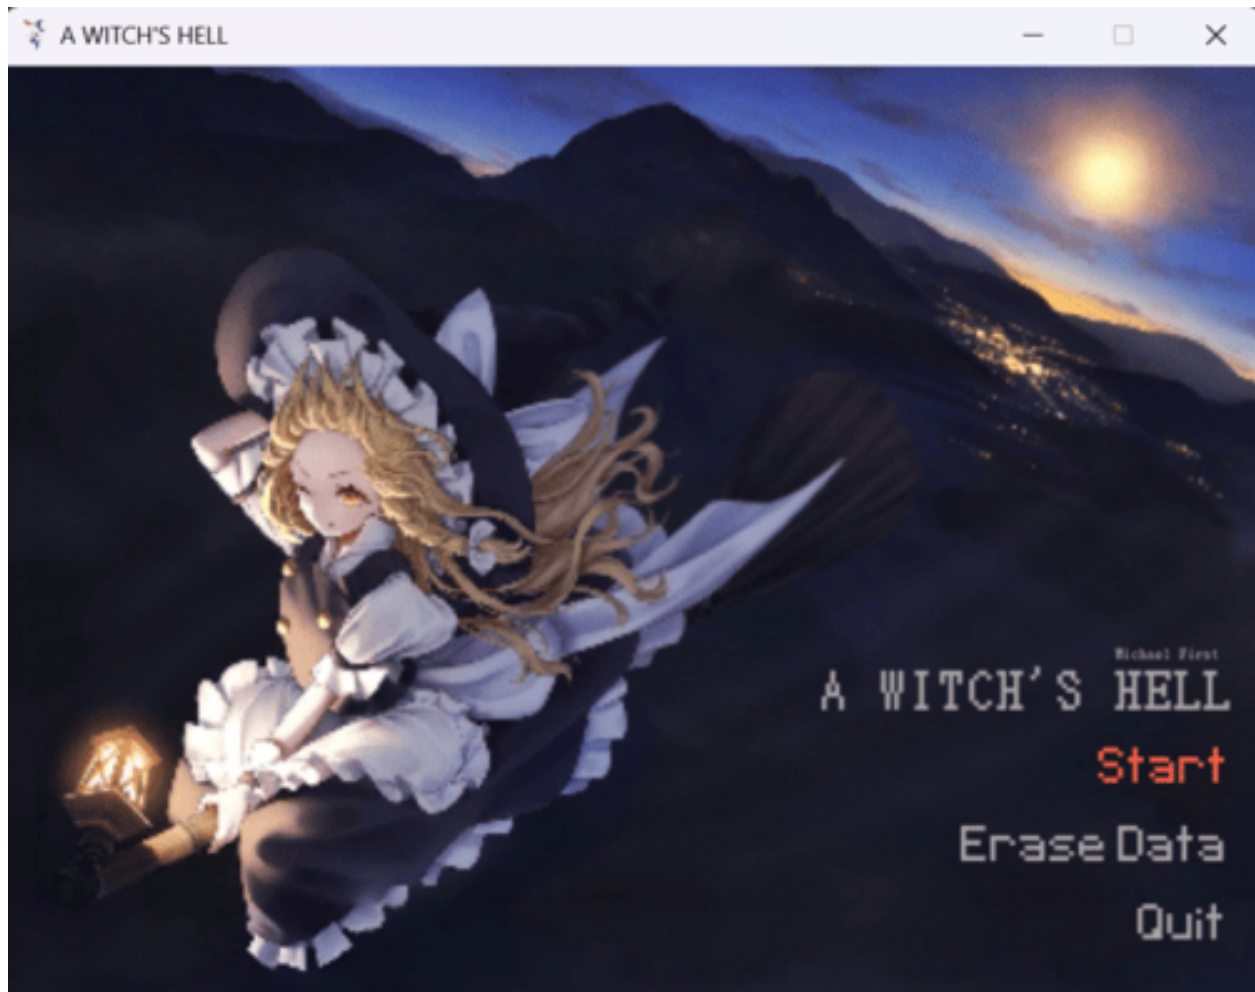 A WITCH'S HELL
Michael First
A WITCH'S HELL
Start
Erase Data
Quit